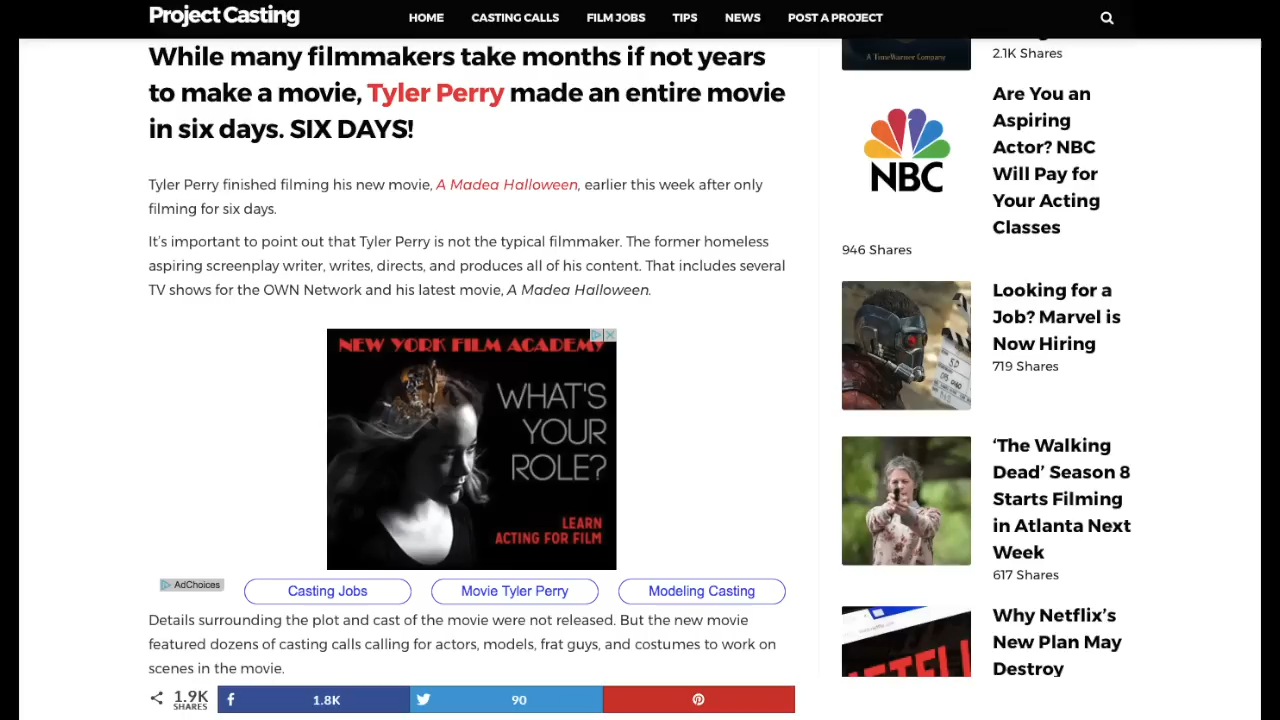 Project Casting
HOME CASTING CALLS FILM JOBS TIPS NEWS POST A PROJECT
While many filmmakers take months if not years
to make a movie, Tyler Perry made an entire movie
in six days. SIX DAYS!
Tyler Perry finished filming his new movie, A Madea Halloween, earlier this week after only
filming for six days.
It’s important to point out that Tyler Perry is not the typical filmmaker. The former homeless
aspiring screenplay writer, writes, directs, and produces all of his content. That includes several
TV shows for the OWN Network and his latest movie, A Madea Halloween.
NEW YORK FILM ACADEMY
WHAT'S
YOUR
ROLE?
LEARN
ACTING FOR FILM
AdChoices
Casting Jobs
Movie Tyler Perry
Modeling Casting
Details surrounding the plot and cast of the movie were not released. But the new movie
featured dozens of casting calls calling for actors, models, frat guys, and costumes to work on
scenes in the movie.
1.9K
SHARES
1.8K
90
A TimeWarner Company
2.1K Shares
NBC
Are You an
Aspiring
Actor? NBC
Will Pay for
Your Acting
Classes
946 Shares
Looking for a
Job? Marvel is
Now Hiring
719 Shares
‘The Walking
Dead’ Season 8
Starts Filming
in Atlanta Next
Week
617 Shares
NETFLIX
Why Netflix’s
New Plan May
Destroy